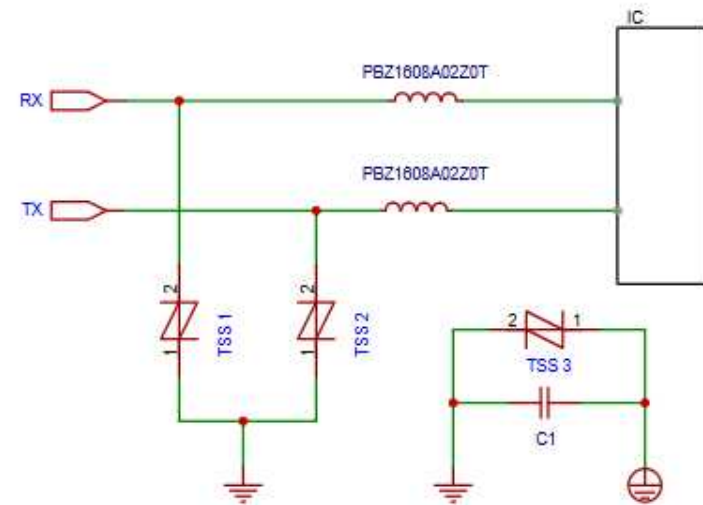 IC
PBZ1608A02Z0T
RX
PBZ1608A02Z0T
TX
2
1
TSS 1
2
1
TSS 2
2
1
TSS 3
C1